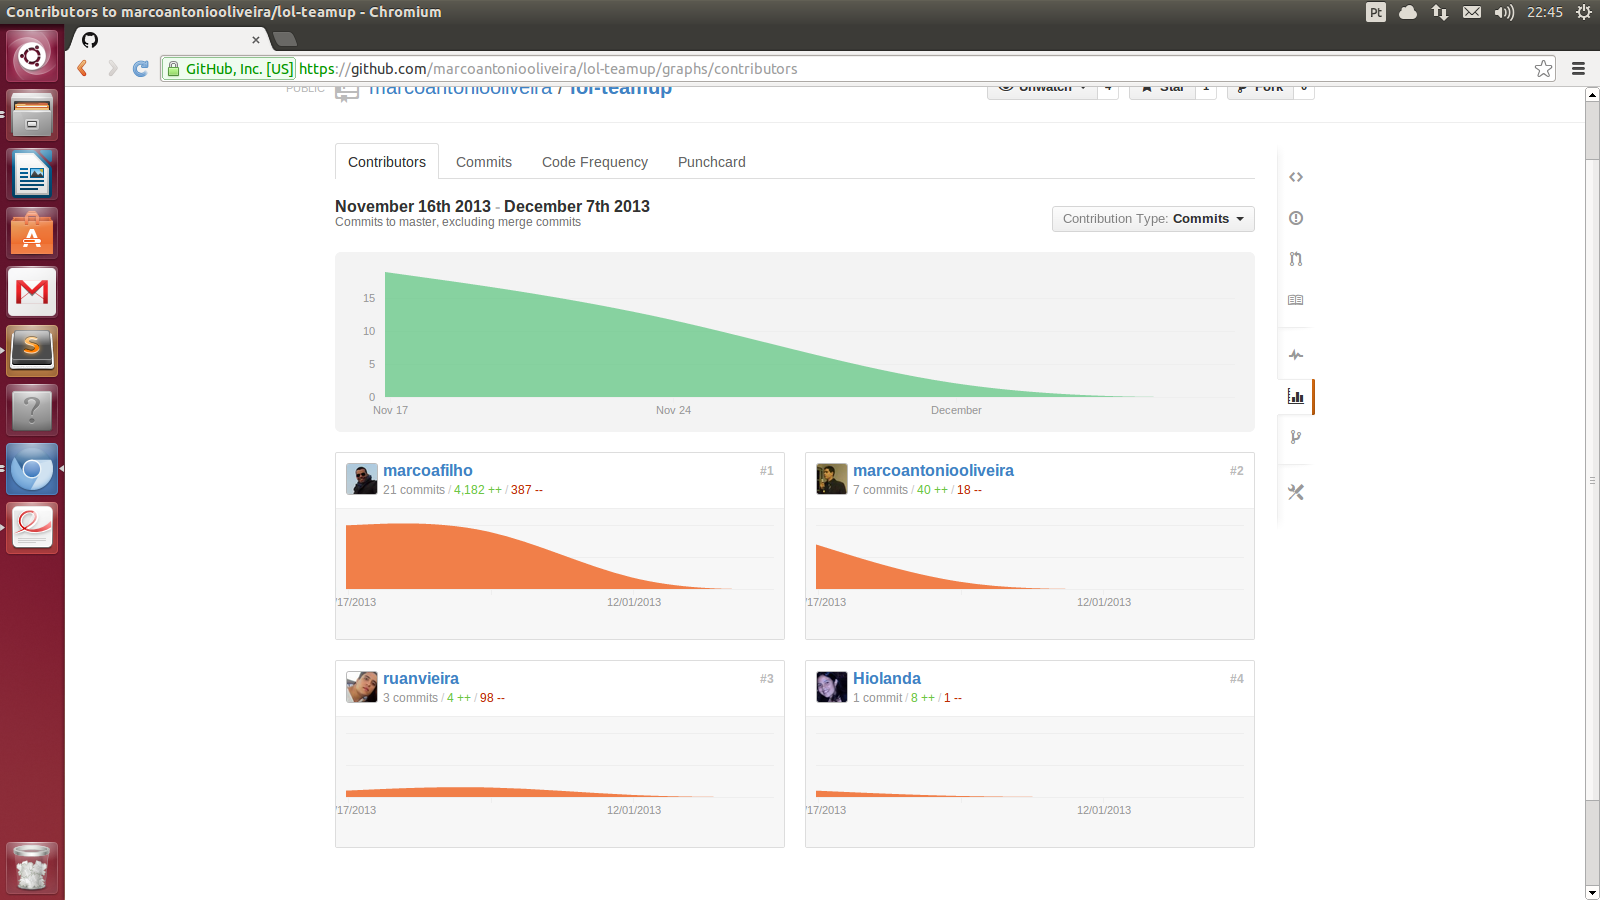 Contributors to marcoantoniooliveira/lol-teamup - Chromium
Pt
22:45
GitHub, Inc. [US] https://github.com/marcoantoniooliveira/lol-teamup/graphs/contributors
PUBLIC marcoantoniooliveira / lol-teamup
Unwatch 4 Star 1 Fork 0
Contributors Commits Code Frequency Punchcard
November 16th 2013 - December 7th 2013
Commits to master, excluding merge commits
Contribution Type: Commits
15
10
5
0
Nov 17 Nov 24 December
marcoafilho #1
21 commits / 4,182 ++ / 387 --
/17/2013 12/01/2013
marcoantoniooliveira #2
7 commits / 40 ++ / 18 --
/17/2013 12/01/2013
ruanvieira #3
3 commits / 4 ++ / 98 --
/17/2013 12/01/2013
Hiolanda #4
1 commit / 8 ++ / 1 --
/17/2013 12/01/2013